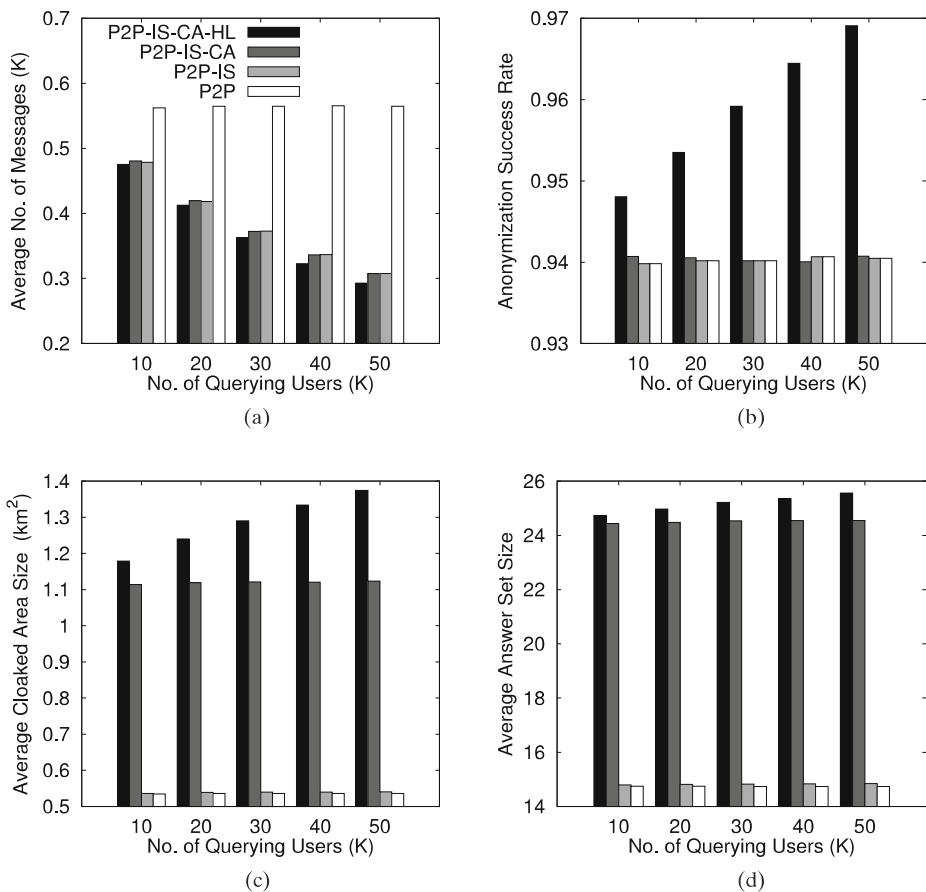 0.7
0.6
0.5
0.4
0.3
0.2
Average No. of Messages (K)
P2P-IS-CA-HL
P2P-IS-CA
P2P-IS
P2P
10 20 30 40 50
No. of Querying Users (K)
(a)
0.97
0.96
0.95
0.94
0.93
Anonymization Success Rate
10 20 30 40 50
No. of Querying Users (K)
(b)
1.4
1.3
1.2
1.1
1
0.9
0.8
0.7
0.6
0.5
Average Cloaked Area Size (km²)
10 20 30 40 50
No. of Querying Users (K)
(c)
26
24
22
20
18
16
14
Average Answer Set Size
10 20 30 40 50
No. of Querying Users (K)
(d)